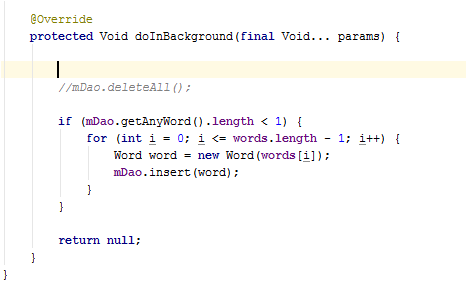 @Override
protected Void doInBackground(final Void... params) {
//mDao.deleteAll();
if (mDao.getAnyWord().length < 1) {
for (int i = 0; i <= words.length - 1; i++) {
Word word = new Word(words[i]);
mDao.insert(word);
}
}
return null;
}
}